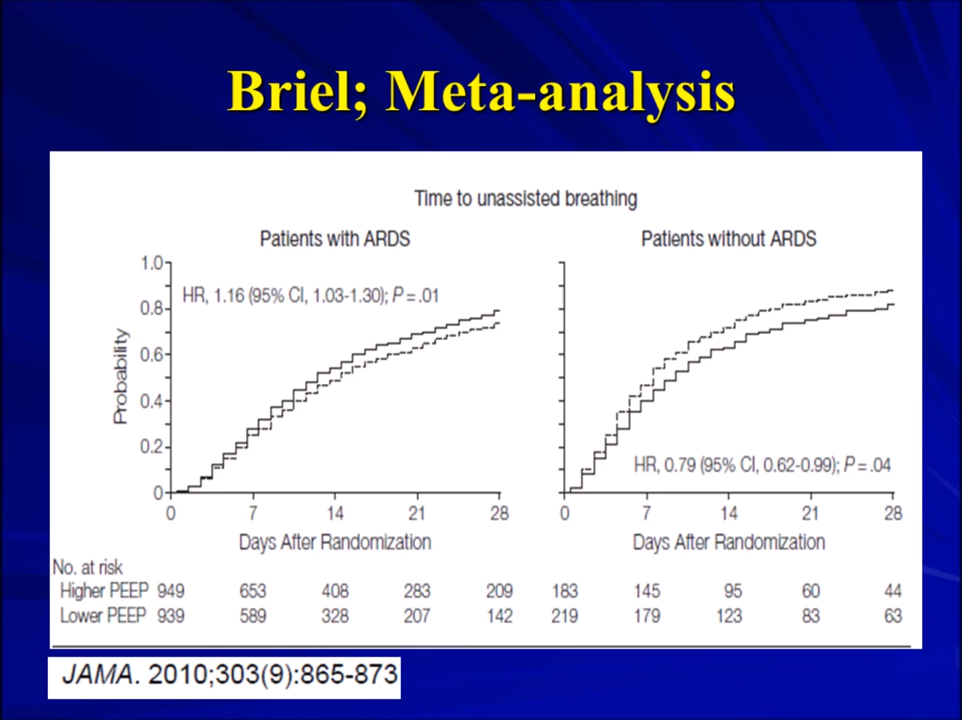 Briel; Meta-analysis
Time to unassisted breathing
Patients with ARDS
Patients without ARDS
HR, 1.16 (95% CI, 1.03-1.30); P = .01
HR, 0.79 (95% CI, 0.62-0.99); P = .04
Probability
1.0
0.8
0.6
0.4
0.2
0
0 7 14 21 28
0 7 14 21 28
Days After Randomization
Days After Randomization
No. at risk
Higher PEEP 949 653 408 283 209 183 145 95 60 44
Lower PEEP 939 589 328 207 142 219 179 123 83 63
JAMA. 2010;303(9):865-873